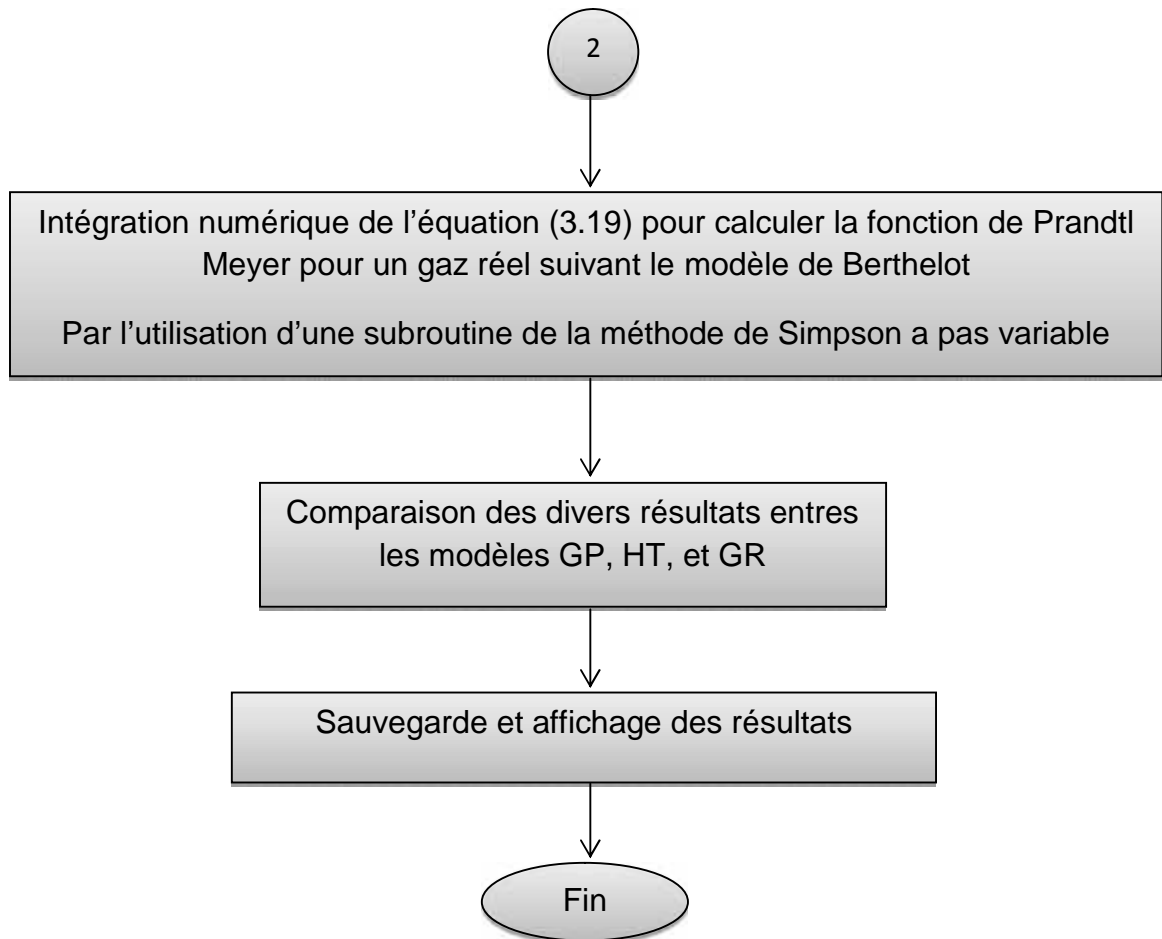 2
Intégration numérique de l’équation (3.19) pour calculer la fonction de Prandtl
Meyer pour un gaz réel suivant le modèle de Berthelot
Par l’utilisation d’une subroutine de la méthode de Simpson a pas variable
Comparaison des divers résultats entres
les modèles GP, HT, et GR
Sauvegarde et affichage des résultats
Fin